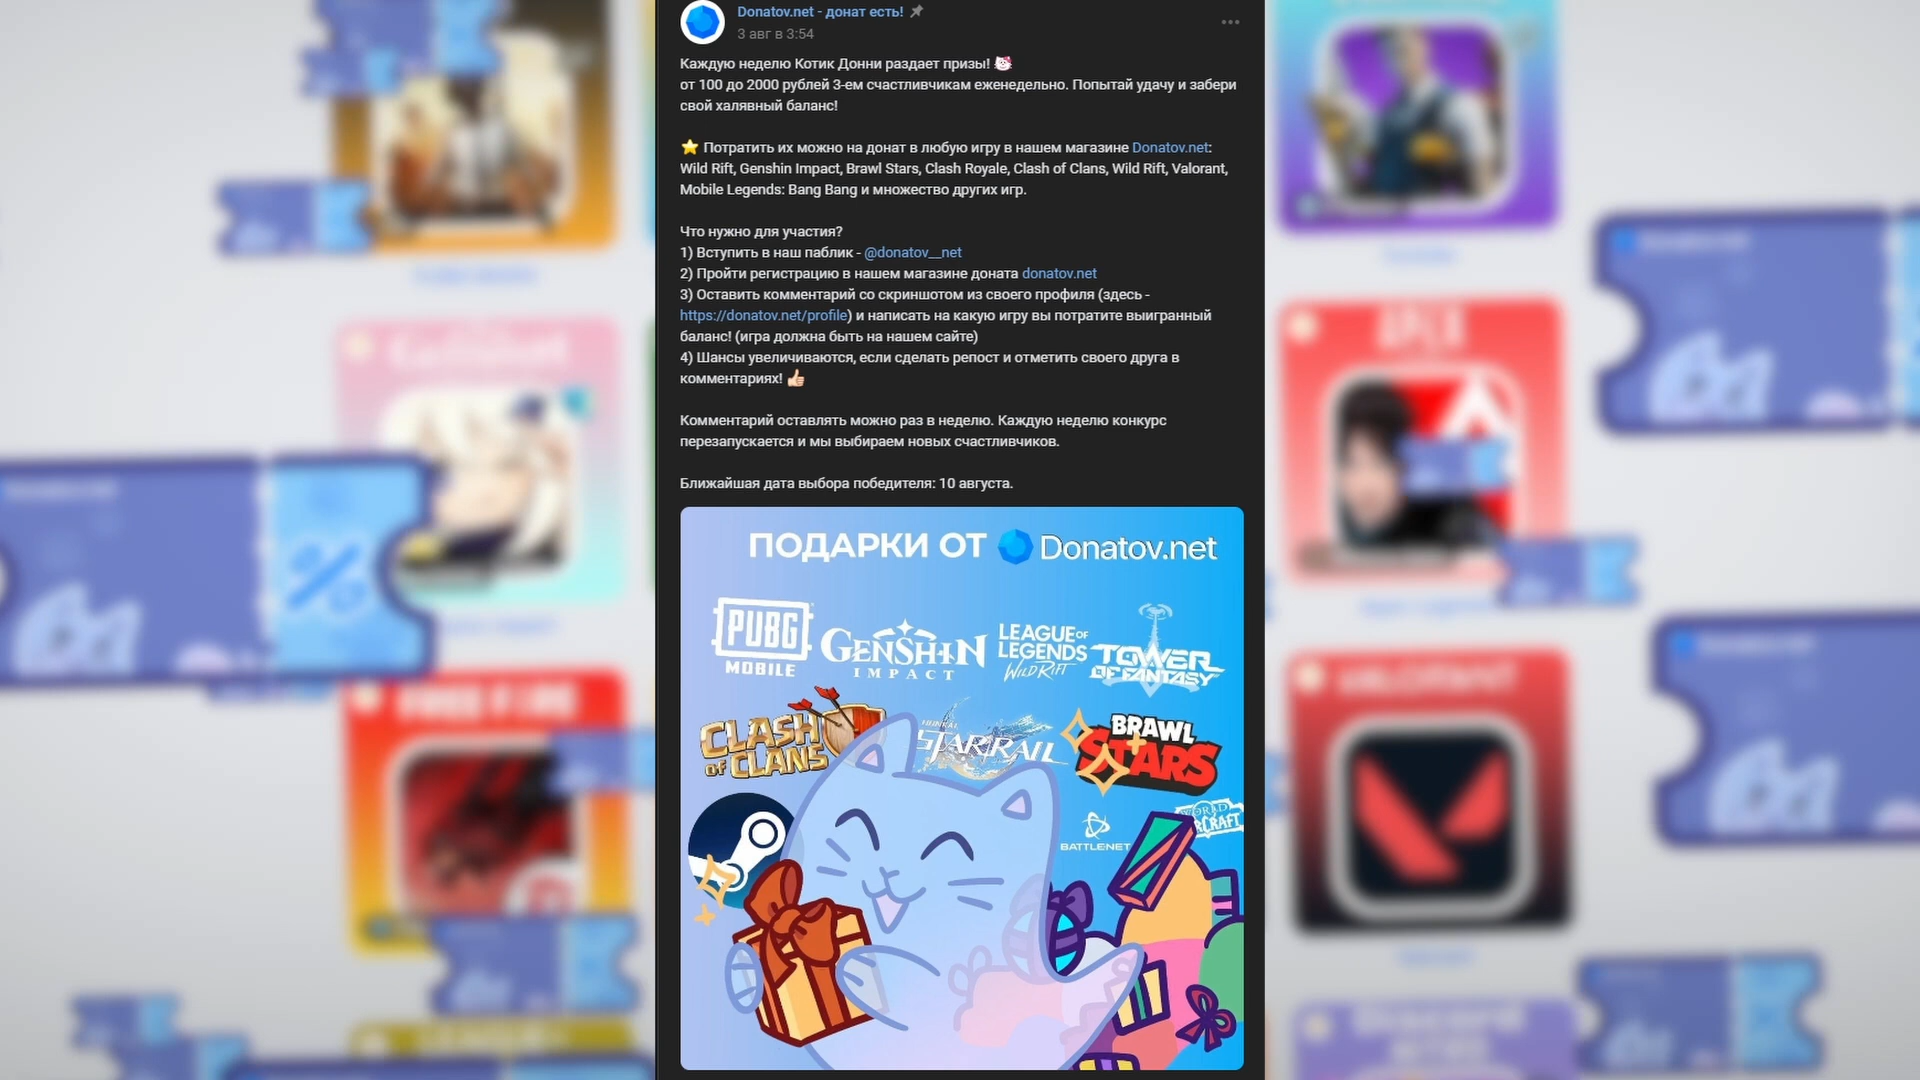 Donatov.net - донат есть!
3 авг в 3:54
Каждую неделю Котик Донни раздает призы!
от 100 до 2000 рублей 3-ем счастливчикам еженедельно. Попытай удачу и забери
свой халявный баланс!
⭐ Потратить их можно на донат в любую игру в нашем магазине Donatov.net:
Wild Rift, Genshin Impact, Brawl Stars, Clash Royale, Clash of Clans, Wild Rift, Valorant,
Mobile Legends: Bang Bang и множество других игр.
Что нужно для участия?
1) Вступить в наш паблик - @donatov__net
2) Пройти регистрацию в нашем магазине доната donatov.net
3) Оставить комментарий со скриншотом из своего профиля (здесь -
https://donatov.net/profile) и написать на какую игру вы потратите выигранный
баланс! (игра должна быть на нашем сайте)
4) Шансы увеличиваются, если сделать репост и отметить своего друга в
комментариях! 👍🏻
Комментарий оставлять можно раз в неделю. Каждую неделю конкурс
перезапускается и мы выбираем новых счастливчиков.
Ближайшая дата выбора победителя: 10 августа.
ПОДАРКИ ОТ Donatov.net
PUBG
MOBILE
GENSHIN
IMPACT
LEAGUE OF
LEGENDS
WILD RIFT
TOWER
OF FANTASY
CLASH
OF CLANS
HONKAI
STAR RAIL
BRAWL
STARS
BATTLENET
APEX
VALORANT
FREE FIRE
Genshin
%